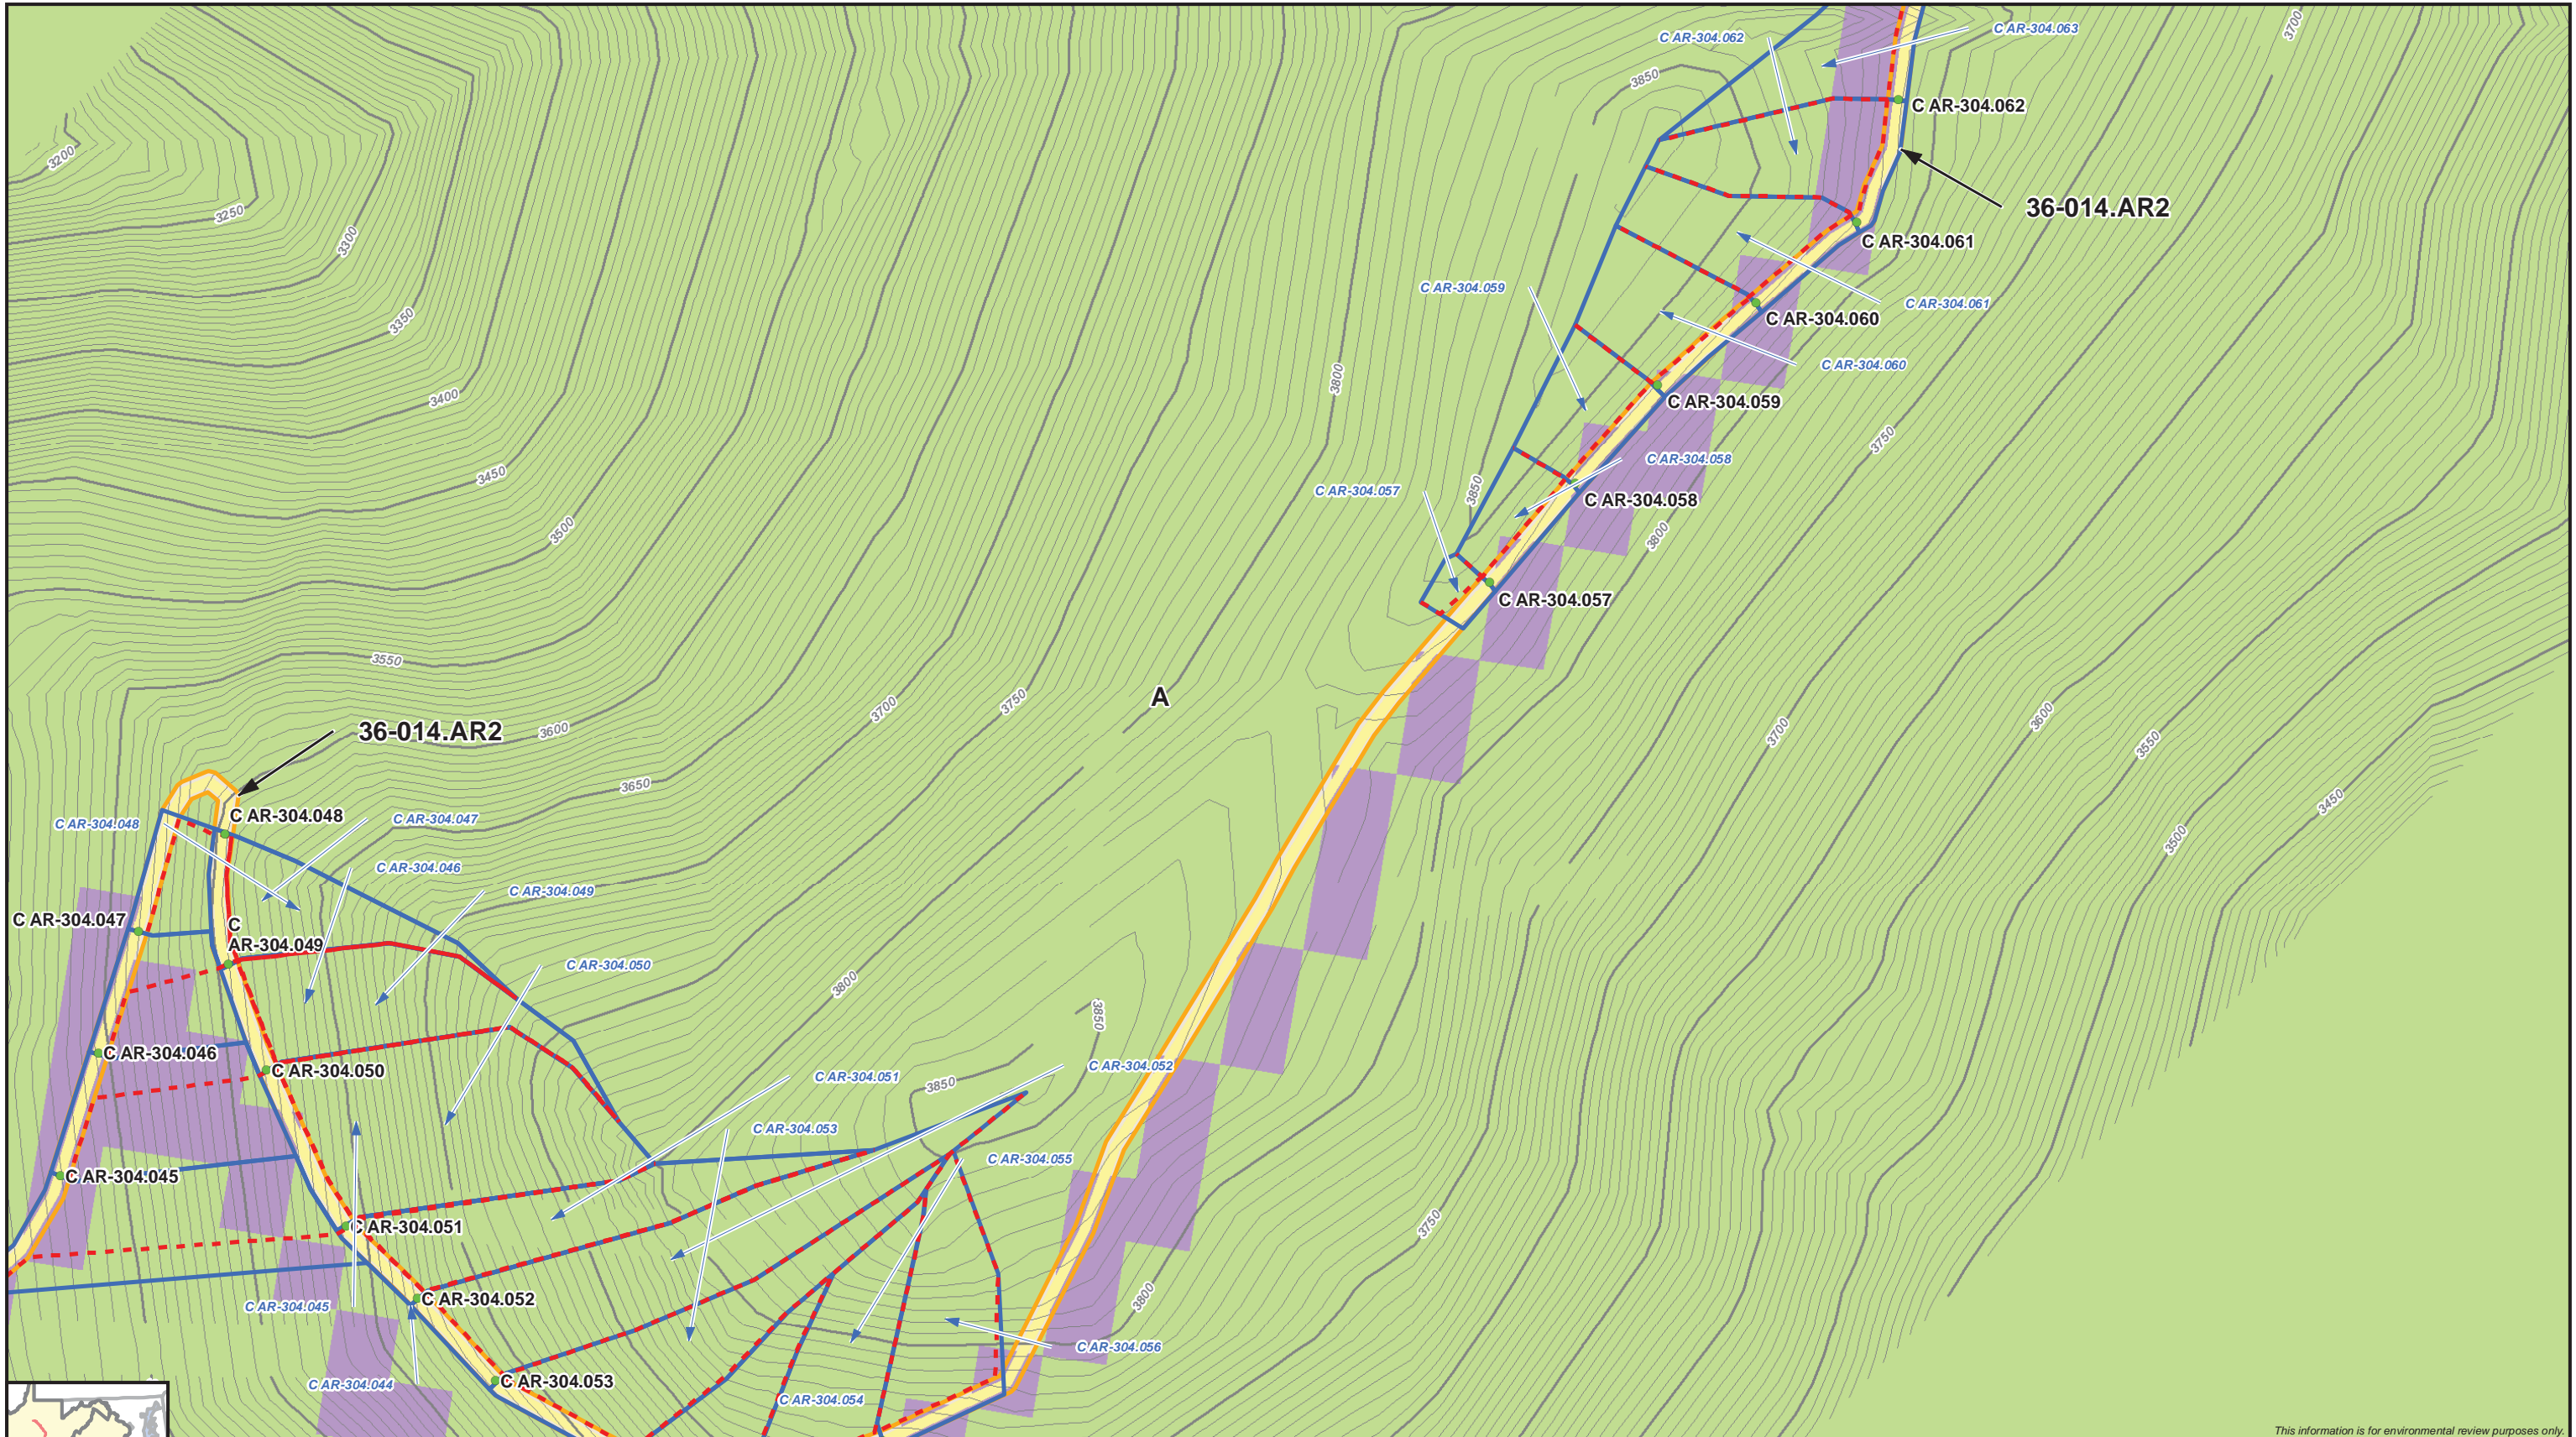 C AR-304.063
C AR-304.062
3700
3850
C AR-304.062
3200
36-014.AR2
3250
3300
C AR-304.061
C AR-304.059
C AR-304.061
C AR-304.060
3350
C AR-304.060
3800
3400
C AR-304.059
3750
C AR-304.058
3450
C AR-304.057
3850
C AR-304.058
3500
3800
C AR-304.057
3550
A
3750
3700
3600
36-014.AR2
3600
3700
3550
3650
3450
C AR-304.048
C AR-304.047
C AR-304.048
3500
C AR-304.046
C AR-304.049
C AR-304.047
C
AR-304.049
C AR-304.050
3800
3850
C AR-304.046
C AR-304.050
C AR-304.052
C AR-304.051
3850
C AR-304.053
C AR-304.055
C AR-304.045
C AR-304.051
3750
C AR-304.052
3800
C AR-304.045
C AR-304.056
C AR-304.053
C AR-304.044
C AR-304.054
This information is for environmental review purposes only.